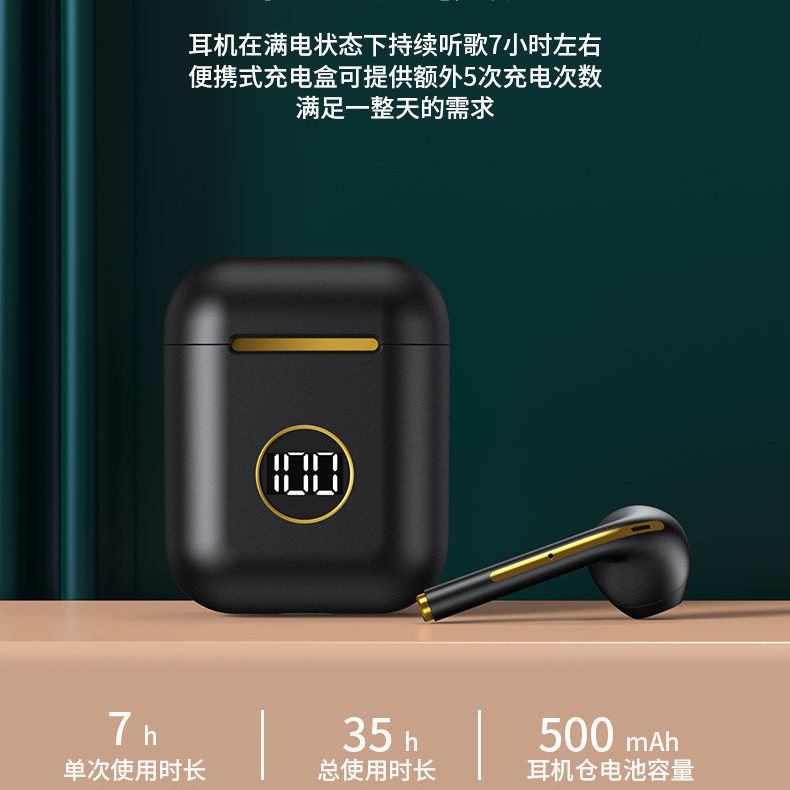 耳机在满电状态下持续听歌7小时左右
便携式充电盒可提供额外5次充电次数
满足一整天的需求
100
7 h
单次使用时长
35 h
总使用时长
500 mAh
耳机仓电池容量